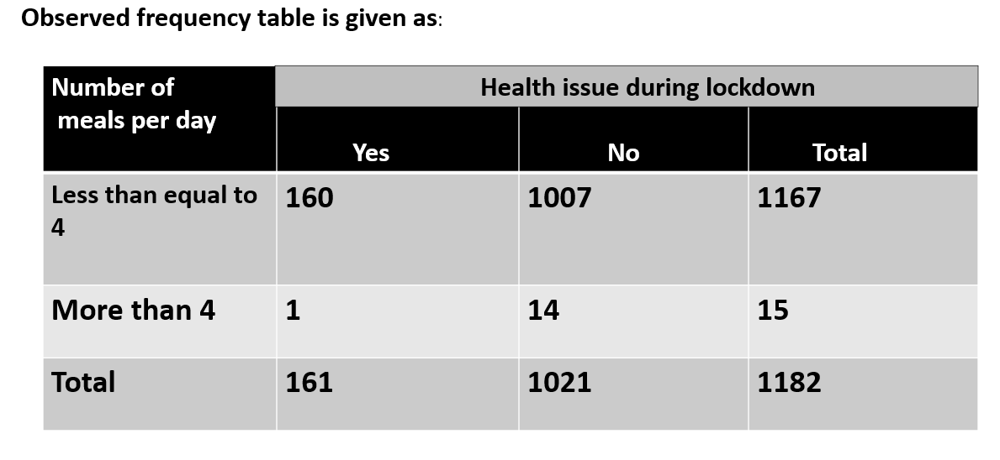 Observed frequency table is given as:
Number of
meals per day
Health issue during lockdown
Yes No Total
Less than equal to
4
160 1007 1167
More than 4 1 14 15
Total 161 1021 1182